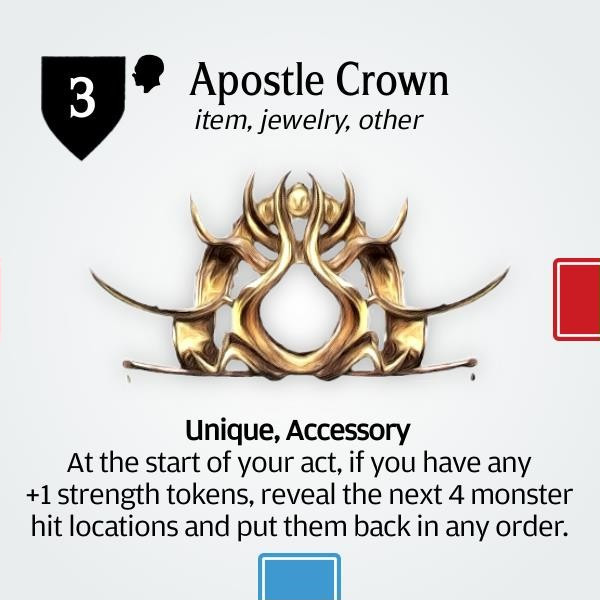 3
Apostle Crown
item, jewelry, other
Unique, Accessory
At the start of your act, if you have any
+1 strength tokens, reveal the next 4 monster
hit locations and put them back in any order.